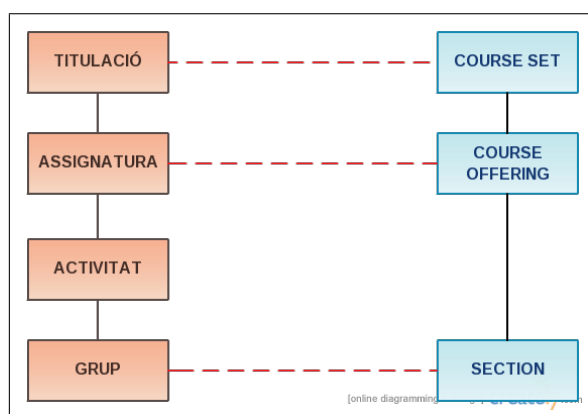 TITULACIÓ
COURSE SET
ASSIGNATURA
COURSE
OFFERING
ACTIVITAT
GRUP
SECTION
[online diagramming